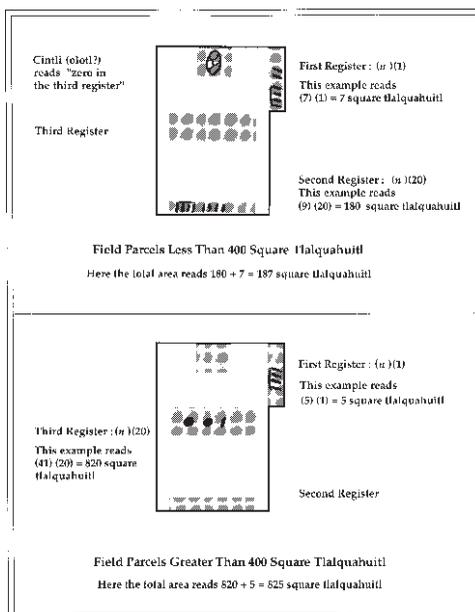 Cintli (olotl?)
reads "zero in
the third register"
Third Register
First Register : (n)(1)
This example reads
(7) (1) = 7 square tlalquahuitl
Second Register : (n)(20)
This example reads
(9) (20) = 180 square tlalquahuitl
Field Parcels Less Than 400 Square Tlalquahuitl
Here the total area reads 180 + 7 = 187 square tlalquahuitl
First Register : (n)(1)
This example reads
(5) (1) = 5 square tlalquahuitl
Third Register : (n)(20)
This example reads
(41) (20) = 820 square
tlalquahuitl
Second Register
Field Parcels Greater Than 400 Square Tlalquahuitl
Here the total area reads 820 + 5 = 825 square tlalquahuitl